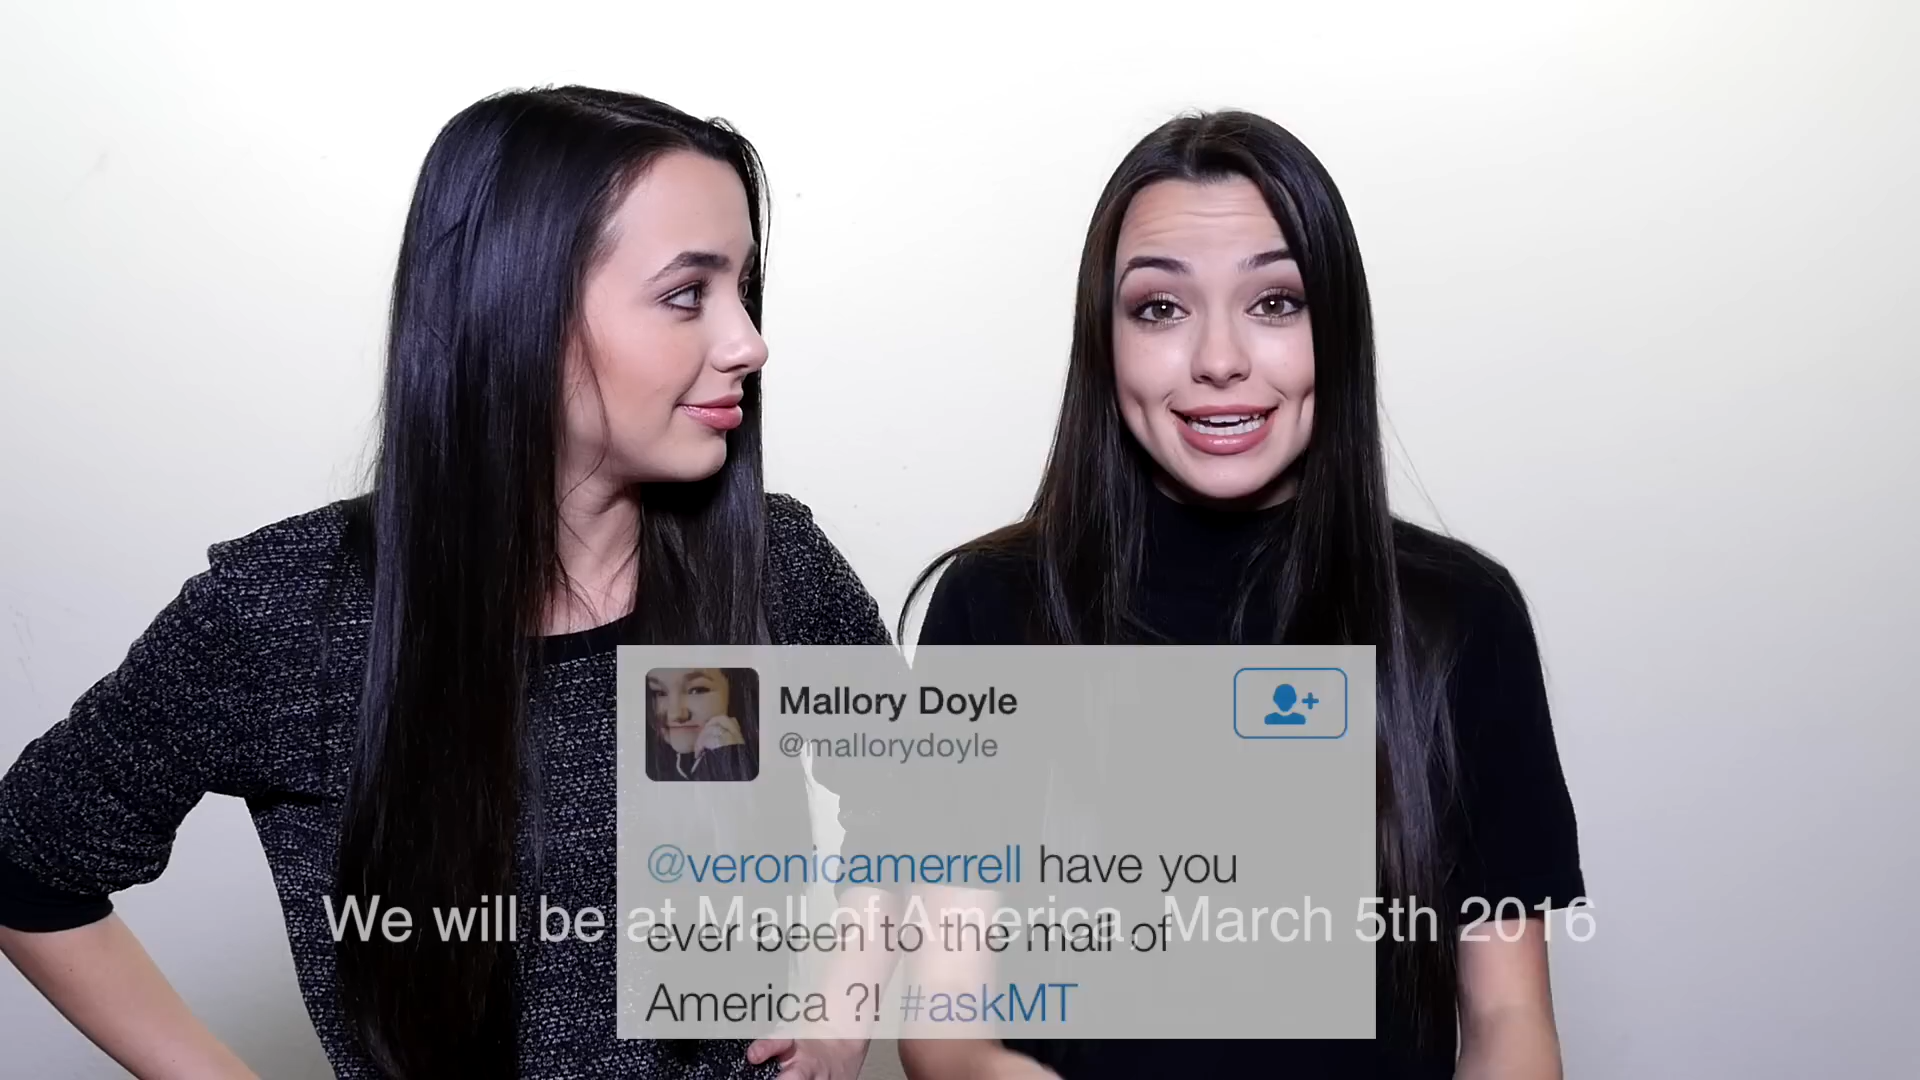 Mallory Doyle
@mallorydoyle
@veronicamerrell have you
ever been to the mall of
America ?! #askMT
We will be at Mall of America, March 5th 2016